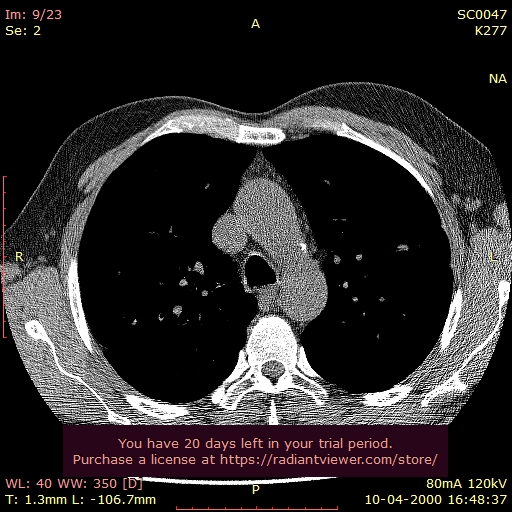 Im: 9/23
Se: 2
A
SC0047
K277
NA
R
L
You have 20 days left in your trial period.
Purchase a license at https://radiantviewer.com/store/
WL: 40 WW: 350 [D]
T: 1.3mm L: -106.7mm
P
80mA 120kV
10-04-2000 16:48:37